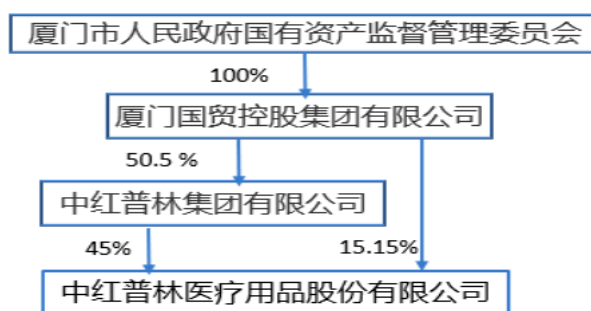 厦门市人民政府国有资产监督管理委员会
100%
厦门国贸控股集团有限公司
50.5 %
中红普林集团有限公司
45%
15.15%
中红普林医疗用品股份有限公司